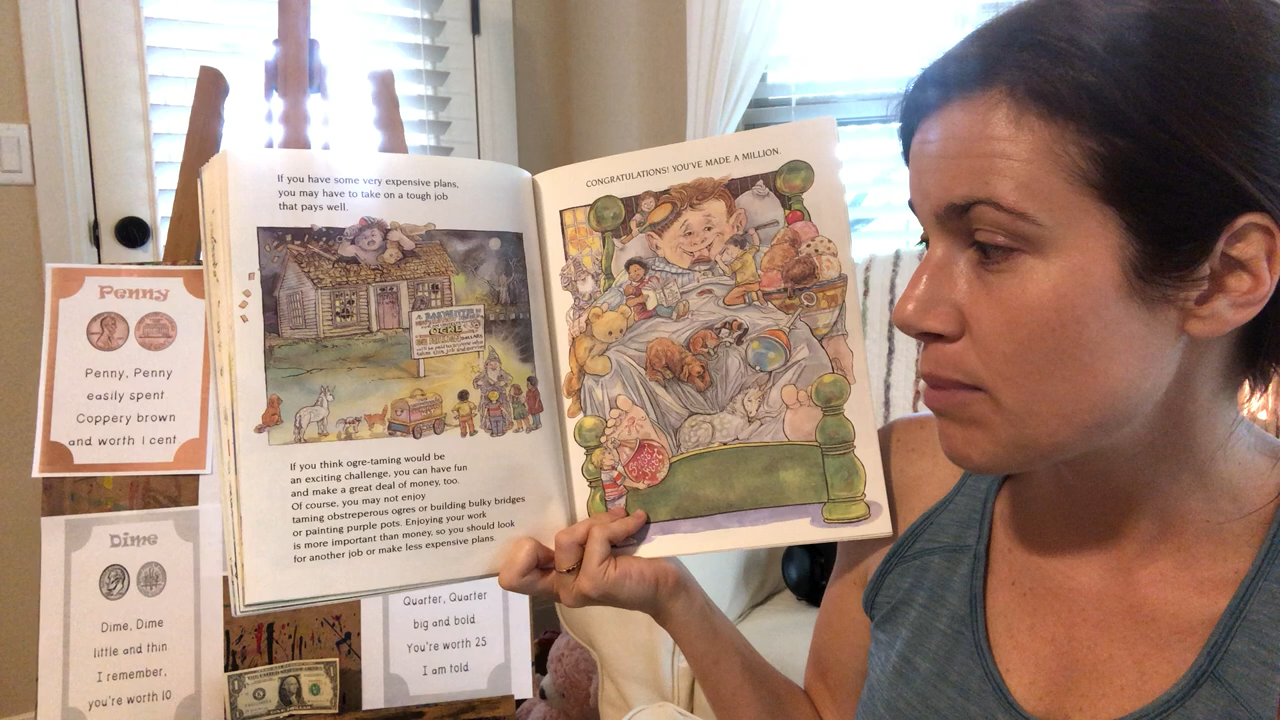 If you have some very expensive plans,
you may have to take on a tough job
that pays well.
OGRE
If you think ogre-taming would be
an exciting challenge, you can have fun
and make a great deal of money, too.
Of course, you may not enjoy
taming obstreperous ogres or building bulky bridges
or painting purple pots. Enjoying your work
is more important than money, so you should look
for another job or make less expensive plans.
CONGRATULATIONS! YOU'VE MADE A MILLION.
Penny
Penny, Penny
easily spent
Coppery brown
and worth 1 cent
Dime
Dime, Dime
little and thin
I remember,
you're worth 10
Quarter, Quarter
big and bold
You're worth 25
I am told